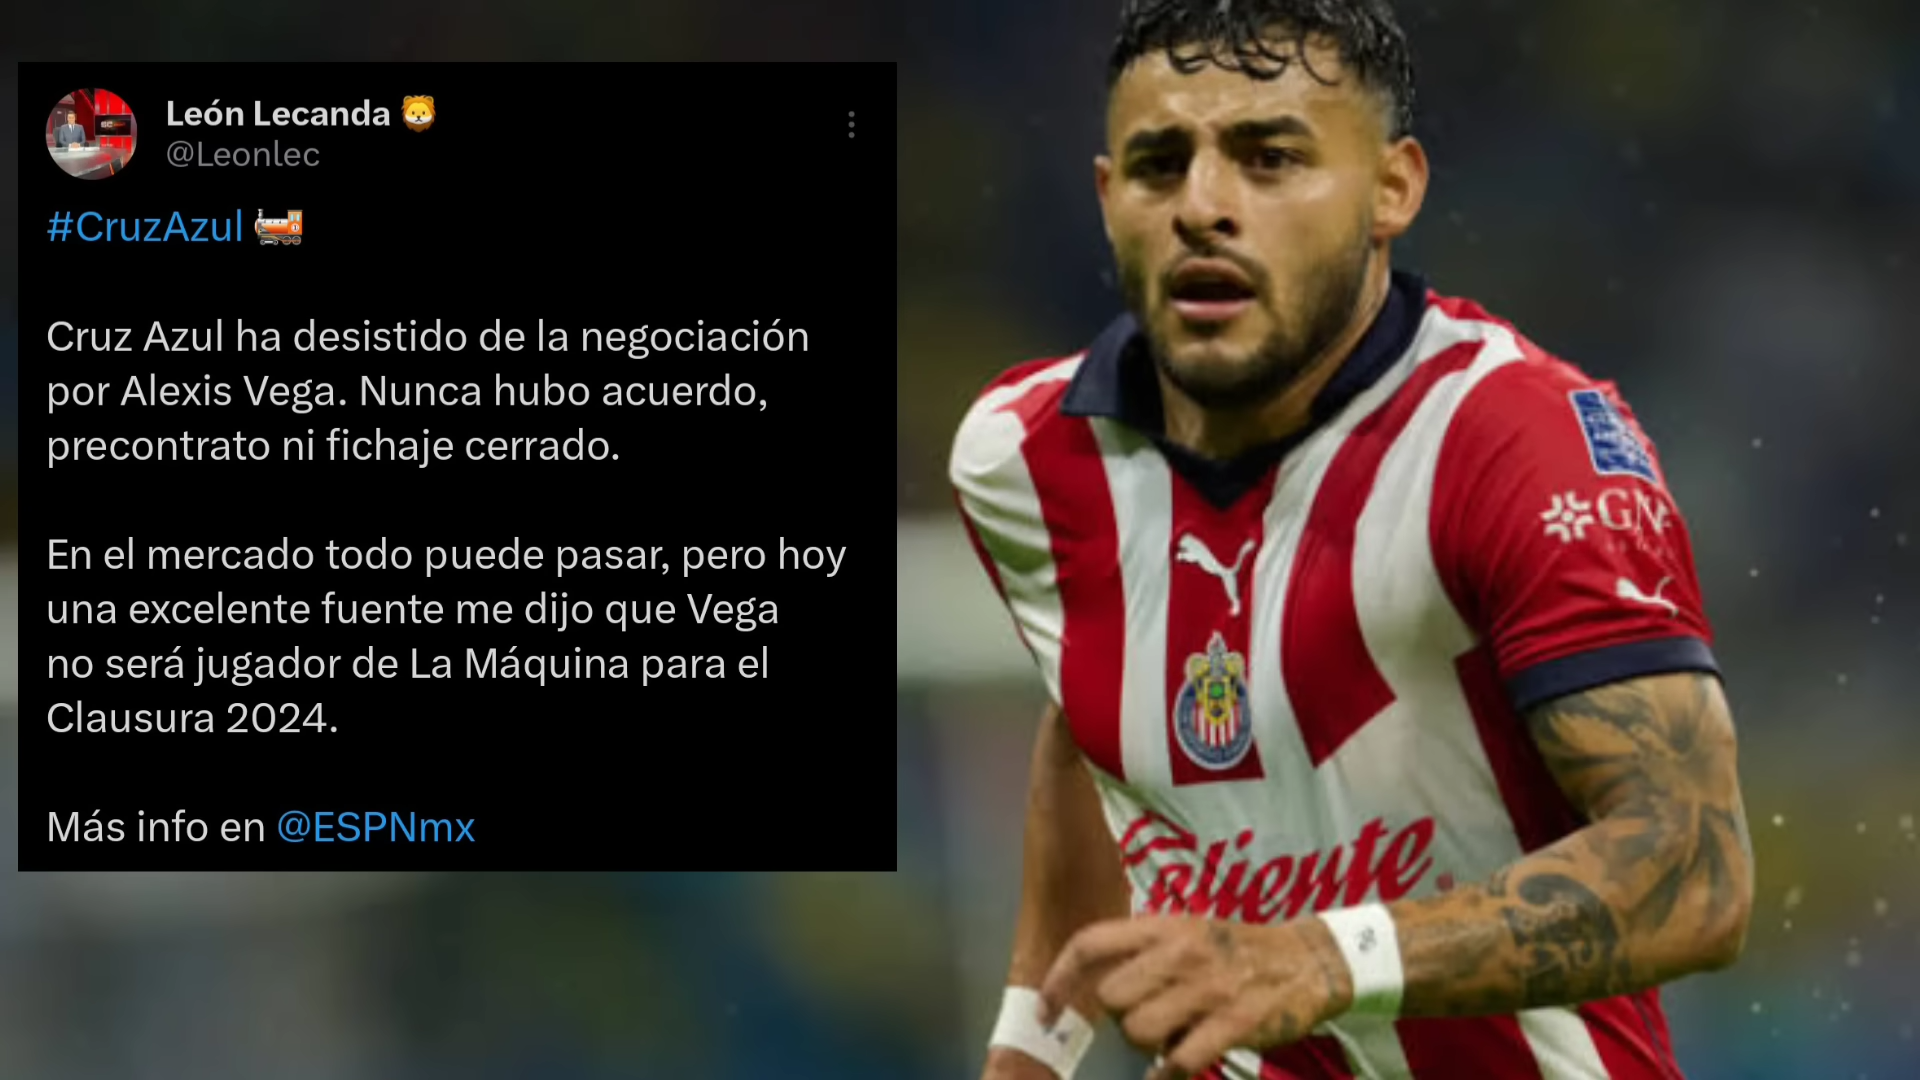 León Lecanda 🦁
@Leonlec
#CruzAzul 🚂
Cruz Azul ha desistido de la negociación
por Alexis Vega. Nunca hubo acuerdo,
precontrato ni fichaje cerrado.
En el mercado todo puede pasar, pero hoy
una excelente fuente me dijo que Vega
no será jugador de La Máquina para el
Clausura 2024.
Más info en @ESPNmx
Caliente